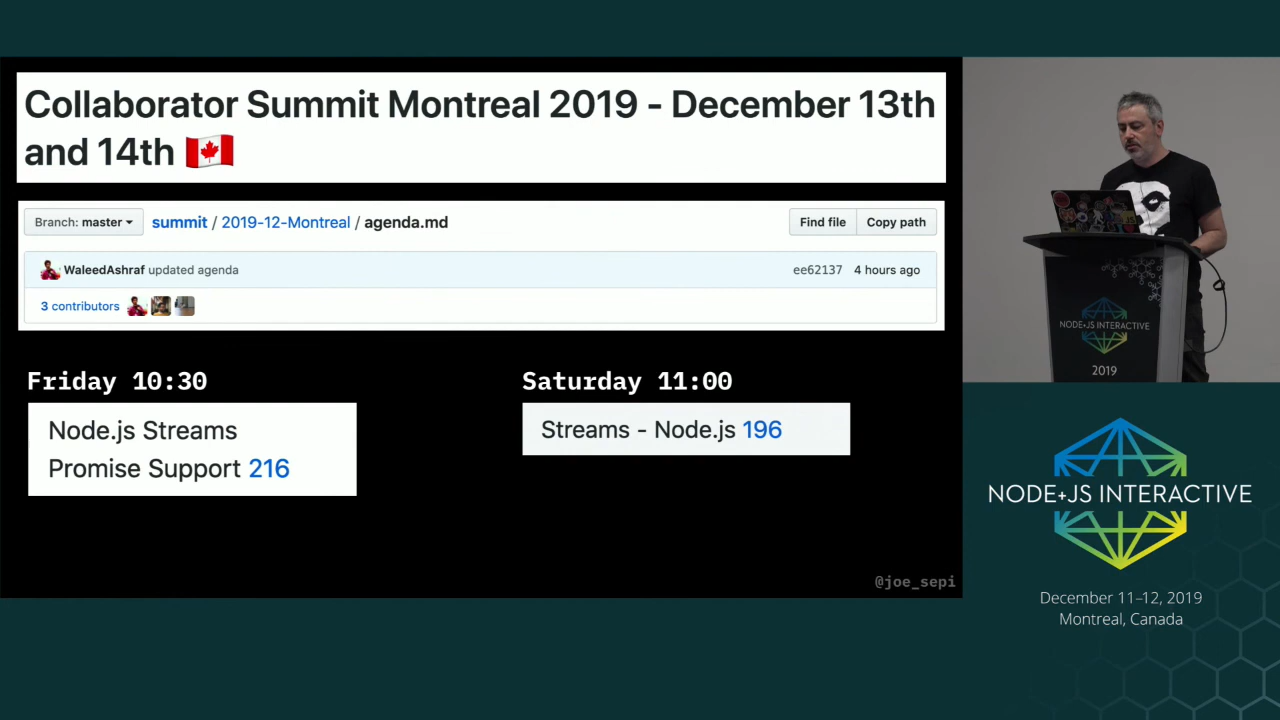 Collaborator Summit Montreal 2019 - December 13th
and 14th 🇨🇦
Branch: master
summit / 2019-12-Montreal / agenda.md
Find file
Copy path
WaleedAshraf updated agenda
ee62137 4 hours ago
3 contributors
Friday 10:30
Node.js Streams
Promise Support 216
Saturday 11:00
Streams - Node.js 196
@joe_sepi
NODE+JS INTERACTIVE
2019
NODE+JS INTERACTIVE
December 11–12, 2019
Montreal, Canada